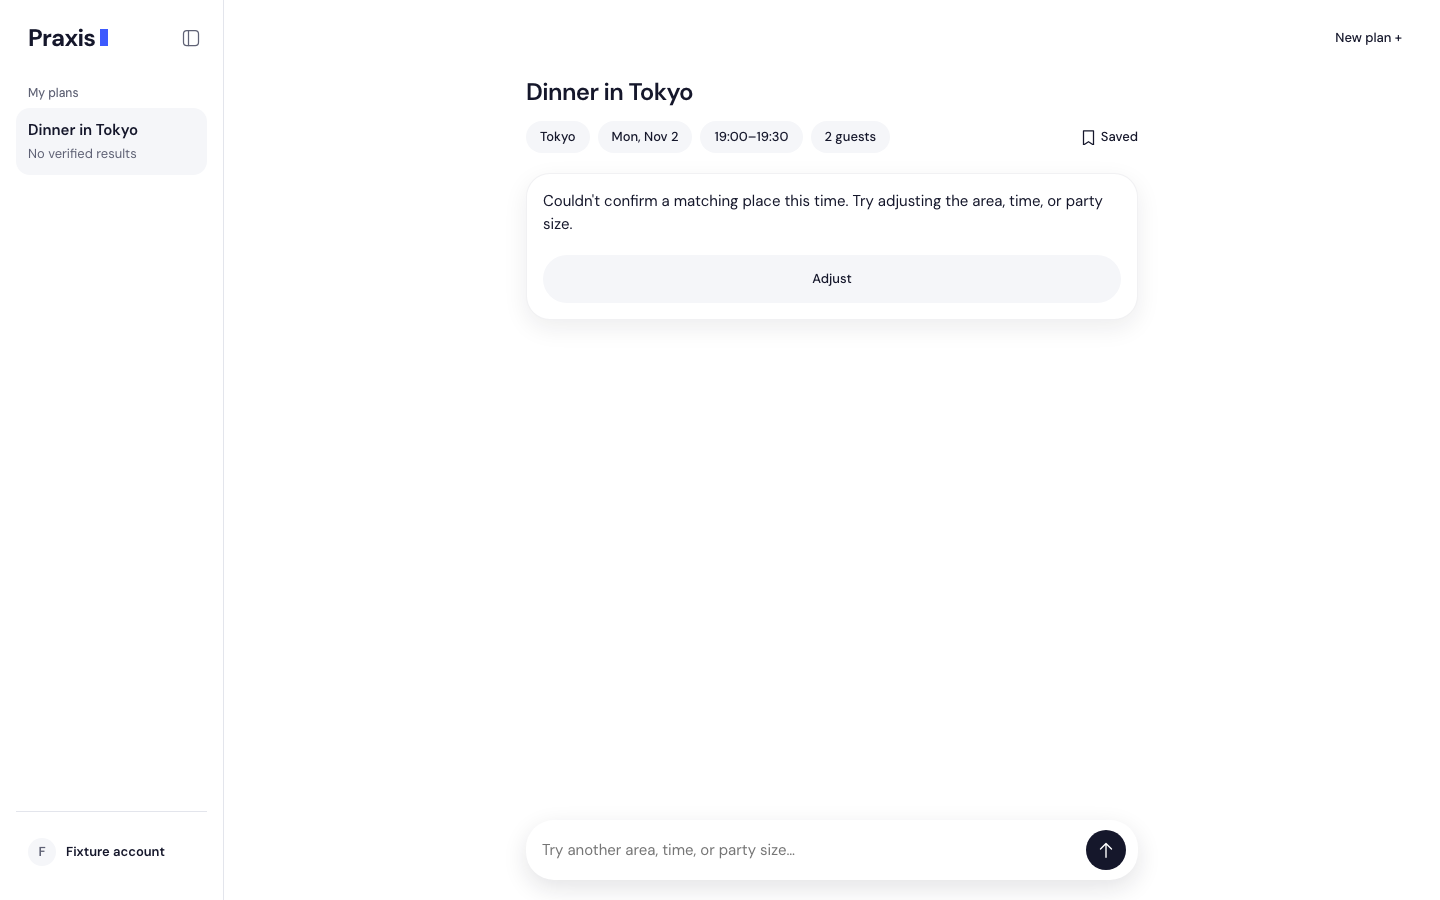 Praxis
New plan +
My plans
Dinner in Tokyo
No verified results
Dinner in Tokyo
Tokyo
Mon, Nov 2
19:00–19:30
2 guests
Saved
Couldn't confirm a matching place this time. Try adjusting the area, time, or party
size.
Adjust
Try another area, time, or party size...
F
Fixture account